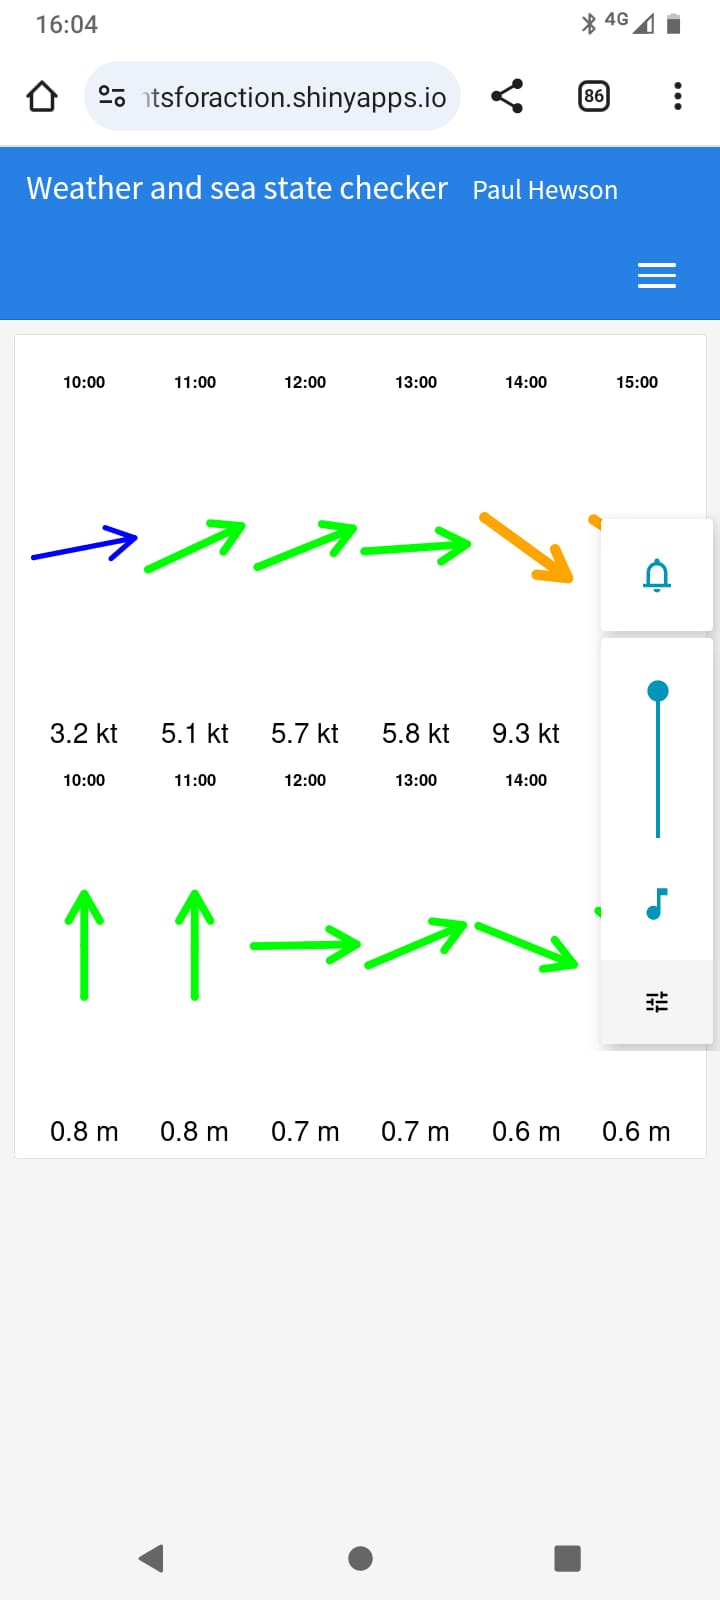 16:04 4G
ntsforaction.shinyapps.io 86
Weather and sea state checker Paul Hewson
10:00 11:00 12:00 13:00 14:00 15:00
3.2 kt 5.1 kt 5.7 kt 5.8 kt 9.3 kt
10:00 11:00 12:00 13:00 14:00
0.8 m 0.8 m 0.7 m 0.7 m 0.6 m 0.6 m